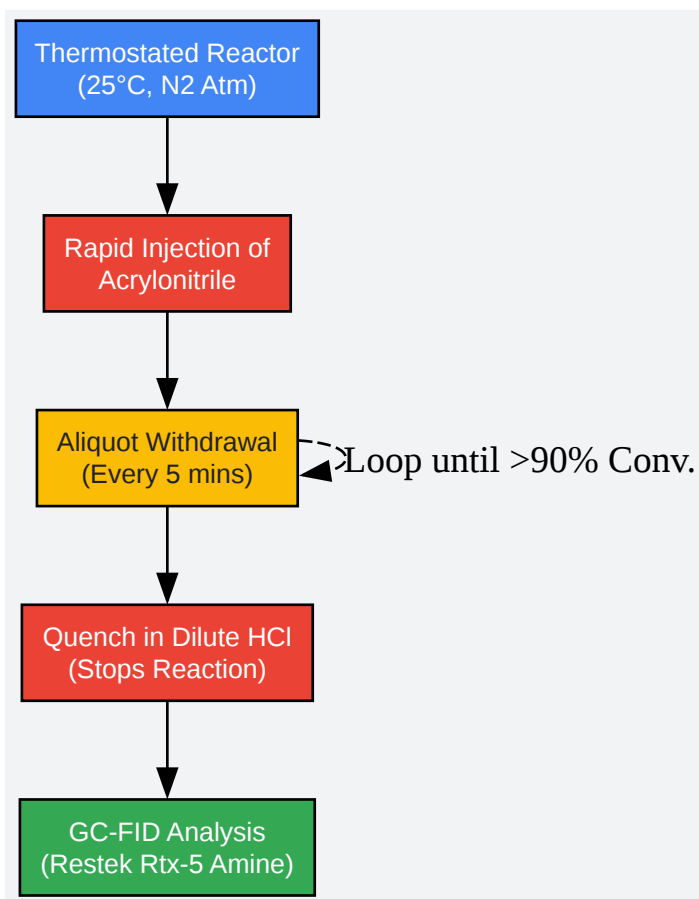 Thermostated Reactor
(25°C, N2 Atm)
Rapid Injection of
Acrylonitrile
Aliquot Withdrawal
(Every 5 mins)
Loop until >90% Conv.
Quench in Dilute HCl
(Stops Reaction)
GC-FID Analysis
(Restek Rtx-5 Amine)